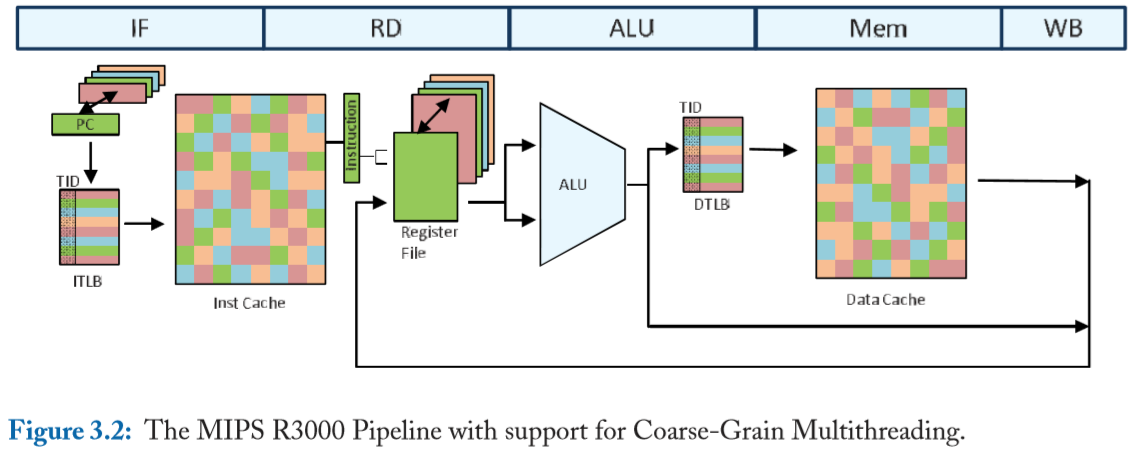 IF RD ALU Mem WB
PC
TID
ITLB
Inst Cache
Instruction
Register
File
ALU
TID
DTLB
Data Cache
Figure 3.2: The MIPS R3000 Pipeline with support for Coarse-Grain Multithreading.